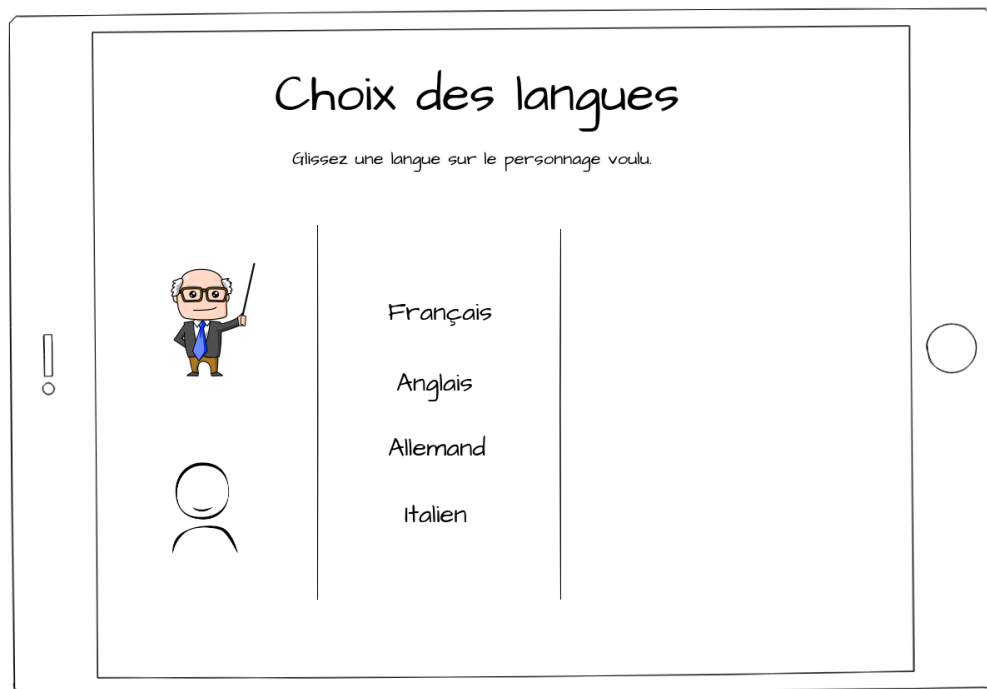 Choix des langues
Glissez une langue sur le personnage voulu.
Français
Anglais
Allemand
Italien